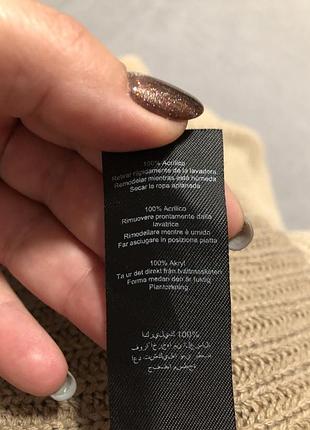 100% Acrílico
Retirar rápidamente de la lavadora.
Remodelar mientras está húmeda
Secar la ropa aplanada
100% Acrilico
Rimuovere prontamente dalla
lavatrice
Rimodellare mentre è umido
Far asciugare in posizione piatta
100% Akryl
Ta ur det direkt från tvättmaskinen
Forma medan den är fuktig
Plantorkning
100%